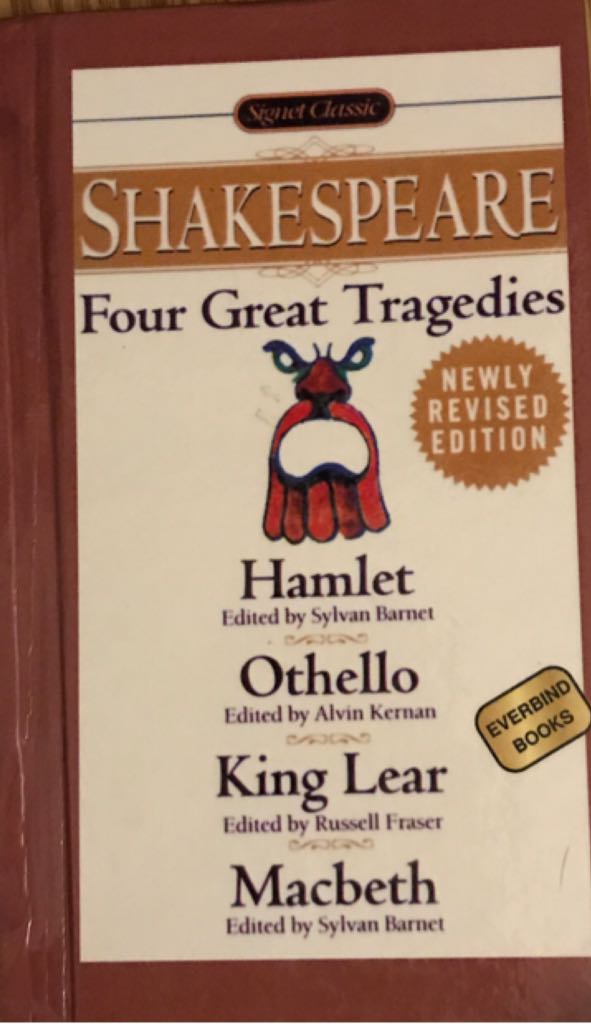 Signet Classic
SHAKESPEARE
Four Great Tragedies
NEWLY
REVISED
EDITION
Hamlet
Edited by Sylvan Barnet
Othello
Edited by Alvin Kernan
EVERBIND
BOOKS
King Lear
Edited by Russell Fraser
Macbeth
Edited by Sylvan Barnet